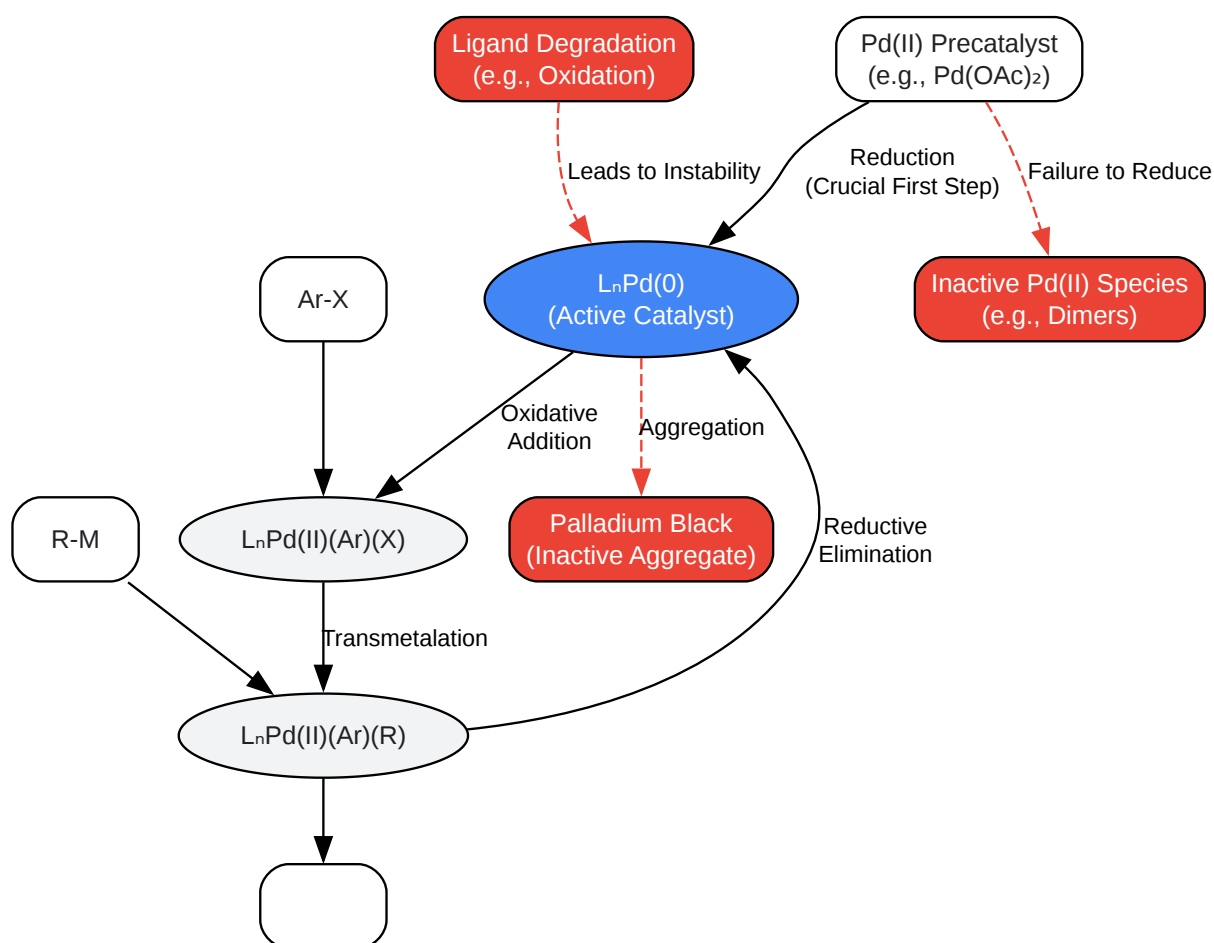 Ligand Degradation
(e.g., Oxidation)
Pd(II) Precatalyst
(e.g., Pd(OAc)₂)
Leads to Instability
Reduction
(Crucial First Step)
Failure to Reduce
Ar-X
LₙPd(0)
(Active Catalyst)
Inactive Pd(II) Species
(e.g., Dimers)
Oxidative
Addition
Aggregation
R-M
LₙPd(II)(Ar)(X)
Palladium Black
(Inactive Aggregate)
Reductive
Elimination
Transmetalation
LₙPd(II)(Ar)(R)